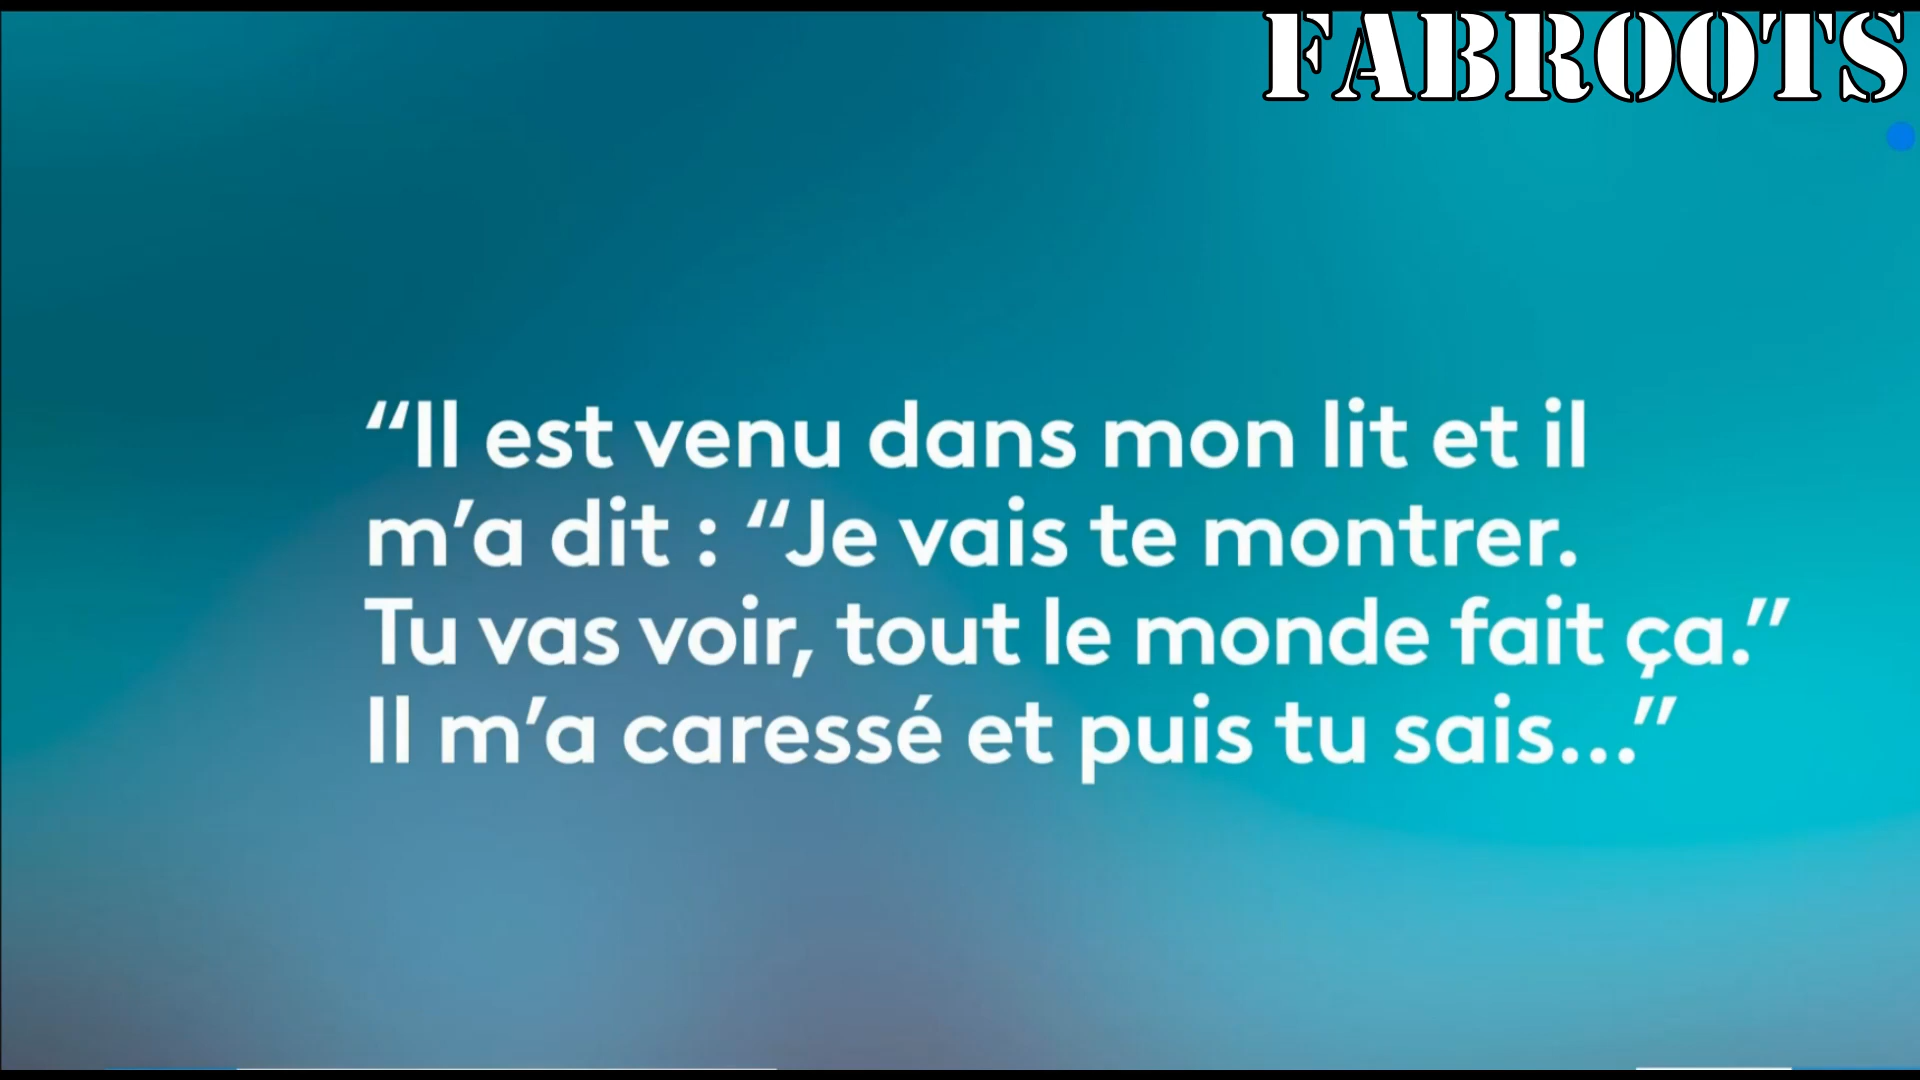 FABROOTS
“Il est venu dans mon lit et il
m’a dit : “Je vais te montrer.
Tu vas voir, tout le monde fait ça.”
Il m’a caressé et puis tu sais...”